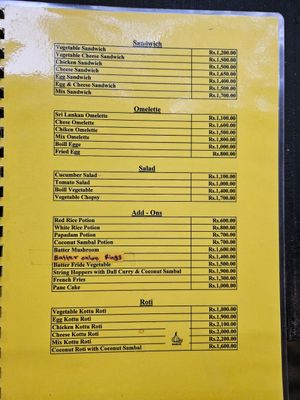 Sandwich
Vegetable Sandwich Rs.1,200.00
Vegetable Cheese Sandwich Rs.1,500.00
Chicken Sandwich Rs.1,500.00
Cheese Sandwich Rs.1,650.00
Egg Sandwich Rs.1,400.00
Egg & Cheese Sandwich Rs.1,500.00
Mix Sandwich Rs.1,700.00
Omelette
Sri Lankan Omelette Rs.1,100.00
Chese Omelette Rs.1,600.00
Chiken Omelette Rs.1,500.00
Mix Omelette Rs.1,800.00
Boill Egge Rs.1,000.00
Fried Egg Rs.800.00
Salad
Cucumber Salad Rs.1,100.00
Tomato Salad Rs.1,000.00
Boill Vegetable Rs.1,400.00
Vegetable Chopsy Rs.1,700.00
Add - Ons
Red Rice Potion Rs.600.00
White Rice Potion Rs.800.00
Papadam Potion Rs.700.00
Coconut Sambal Potion Rs.700.00
Batter Mushroom Rs.1,600.00
Batter onion Rings Rs.1,400.00
Batter Fride Vegetable Rs.1,500.00
String Hoppers with Dall Curry & Coconut Sambal Rs.1,900.00
French Fries Rs.1,300.00
Pane Cake Rs.1,000.00
Roti
Vegetable Kottu Roti Rs.1,800.00
Egg Kottu Roti Rs.1,900.00
Chicken Kottu Roti Rs.2,100.00
Cheese Kottu Roti Rs.2,000.00
Mix Kottu Roti Rs.2,200.00
Coconut Roti with Coconut Sambal Rs.1,600.00